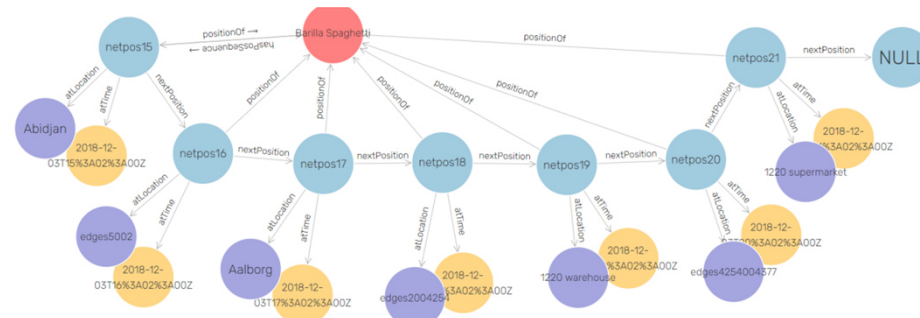 Barilla Spaghetti
positionOf →
hasPosSequence
positionOf
netpos15
netpos21
nextPosition
NULL
atLocation
atTime
nextPosition
positionOf
positionOf
positionOf
positionOf
positionOf
nextPosition
atLocation
atTime
Abidjan
2018-12-
03T15%3A02%3A00Z
netpos16
nextPosition
netpos17
nextPosition
netpos18
nextPosition
netpos19
nextPosition
netpos20
2018-12-
%3A02%3A00Z
1220 supermarket
atLocation
atTime
atLocation
atTime
atLocation
atTime
atLocation
atTime
atLocation
atTime
edges5002
2018-12-
03T16%3A02%3A00Z
Aalborg
2018-12-
03T17%3A02%3A00Z
edges2004254
2018-12-
%3A02%3A00Z
1220 warehouse
2018-12-
%3A02%3A00Z
edges4254004377
2018-12-
%3A02%3A00Z